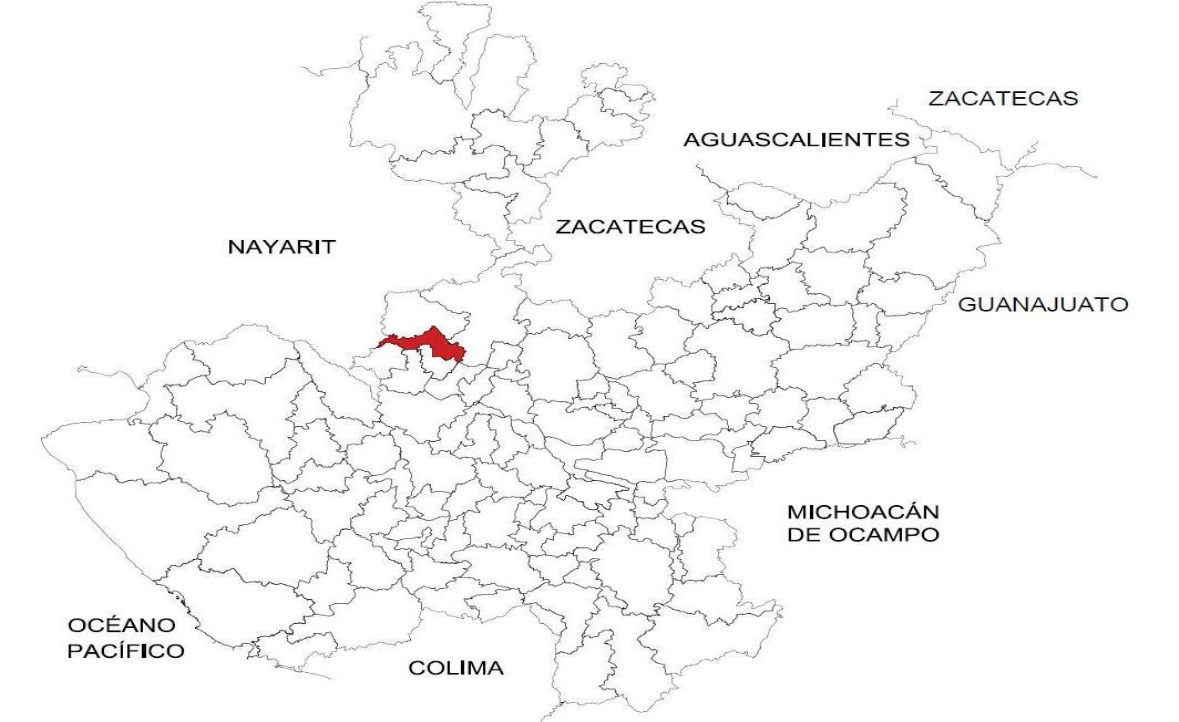 ZACATECAS
AGUASCALIENTES
ZACATECAS
NAYARIT
GUANAJUATO
MICHOACÁN
DE OCAMPO
OCÉANO
PACÍFICO
COLIMA